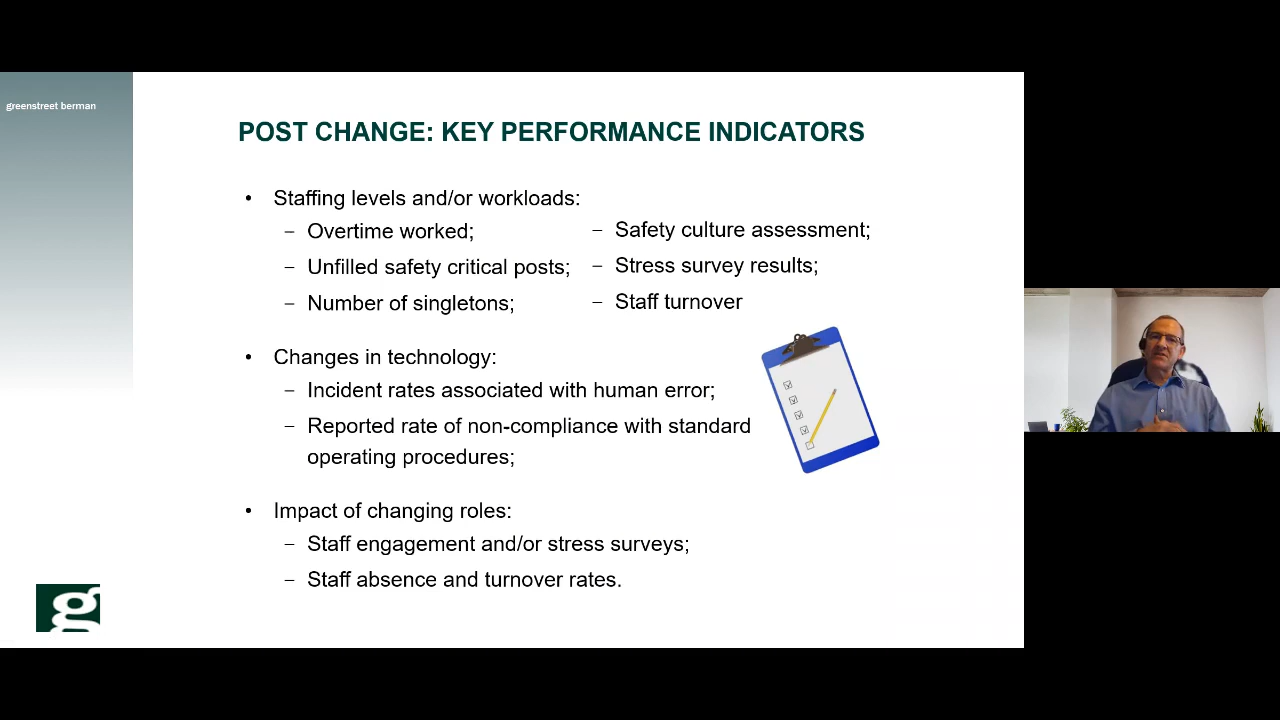 greenstreet berman
POST CHANGE: KEY PERFORMANCE INDICATORS
• Staffing levels and/or workloads:
– Overtime worked;
– Unfilled safety critical posts;
– Number of singletons;
– Safety culture assessment;
– Stress survey results;
– Staff turnover
• Changes in technology:
– Incident rates associated with human error;
– Reported rate of non-compliance with standard
operating procedures;
• Impact of changing roles:
– Staff engagement and/or stress surveys;
– Staff absence and turnover rates.
g